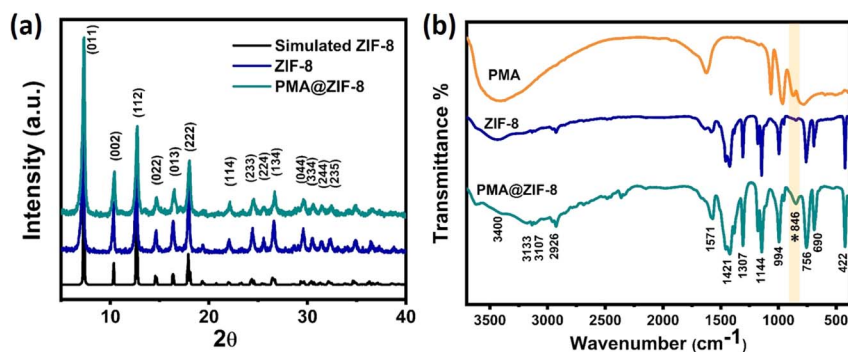 (a)
(011)
(002)
(112)
(022)
(013)
(222)
(114)
(233)
(224)
(134)
(044)
(334)
(244)
(235)
Simulated ZIF-8
ZIF-8
PMA@ZIF-8
Intensity (a.u.)
10
20
30
40
2θ
(b)
PMA
ZIF-8
PMA@ZIF-8
3400
3133
3107
2926
1571
1421
1307
1144
994
* 846
756
690
422
Transmittance %
3500 3000 2500 2000 1500 1000 500
Wavenumber (cm-1)